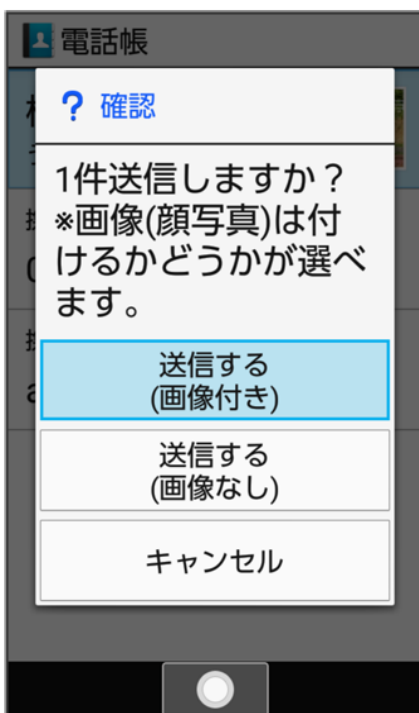 電話帳
? 確認
1件送信しますか？
※画像(顔写真)は付
けるかどうかが選べ
ます。
送信する
(画像付き)
送信する
(画像なし)
キャンセル